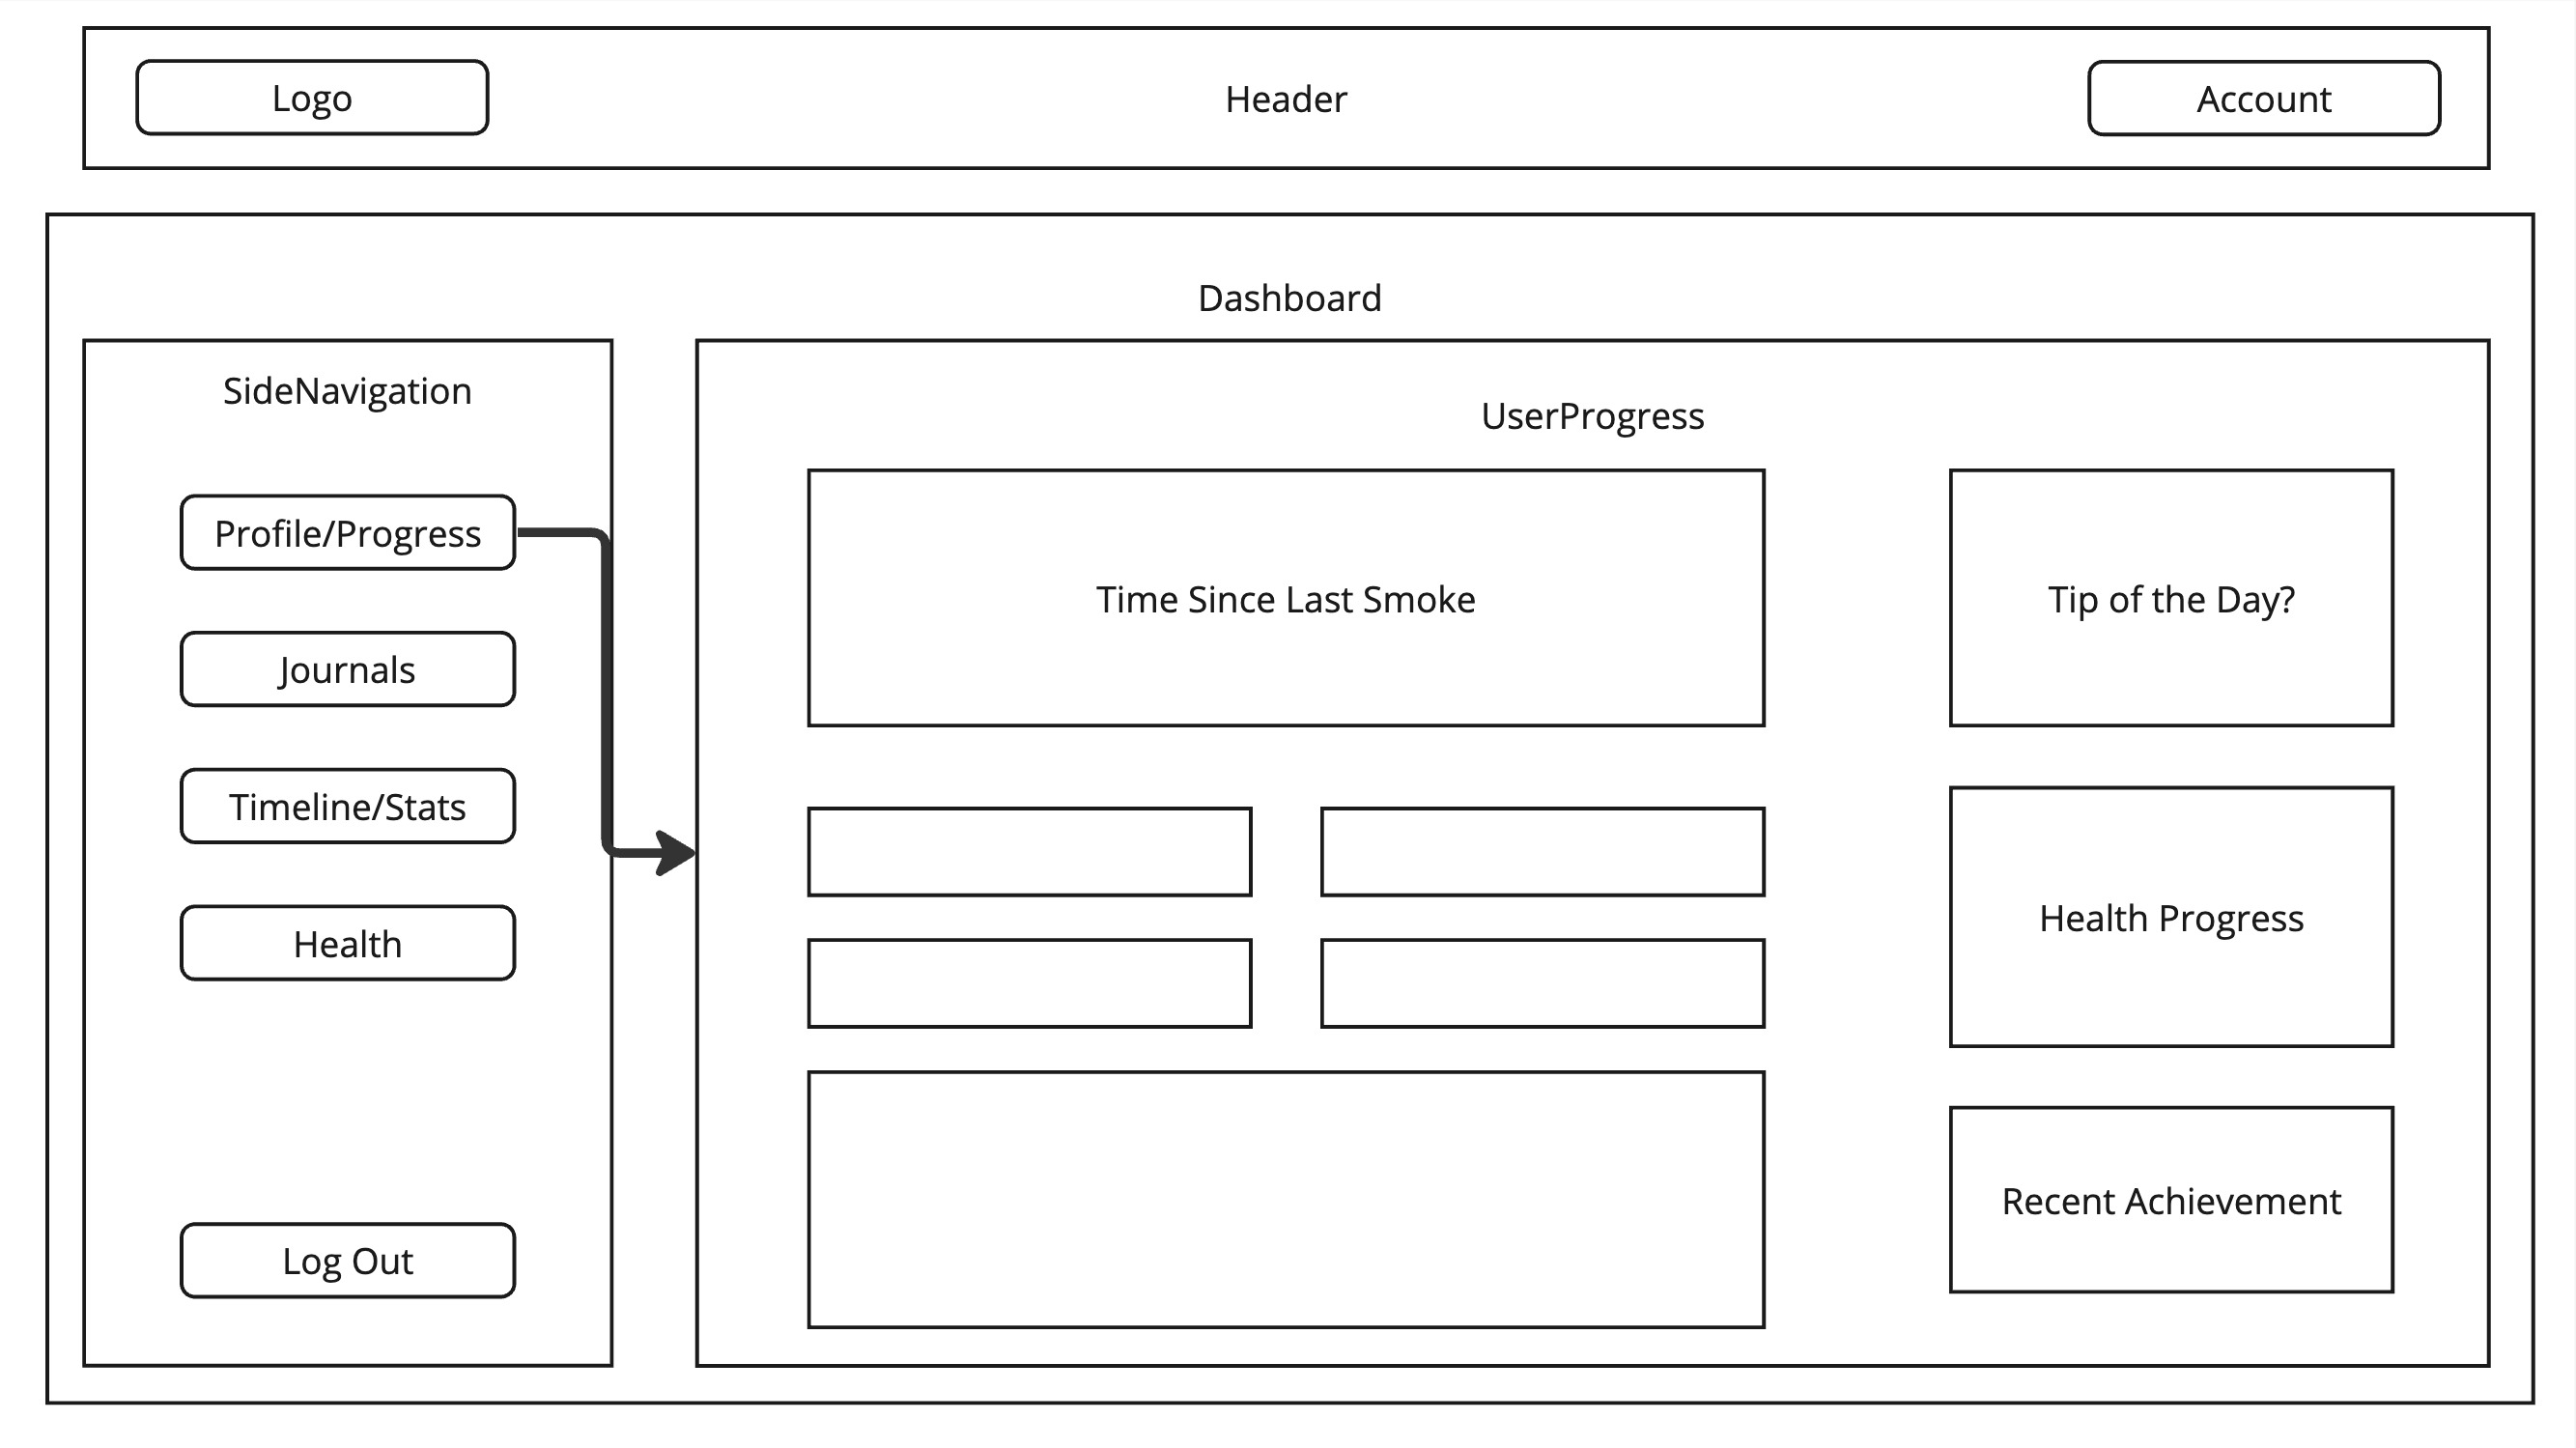 Logo
Header
Account
Dashboard
SideNavigation
Profile/Progress
Journals
Timeline/Stats
Health
Log Out
UserProgress
Time Since Last Smoke
Tip of the Day?
Health Progress
Recent Achievement